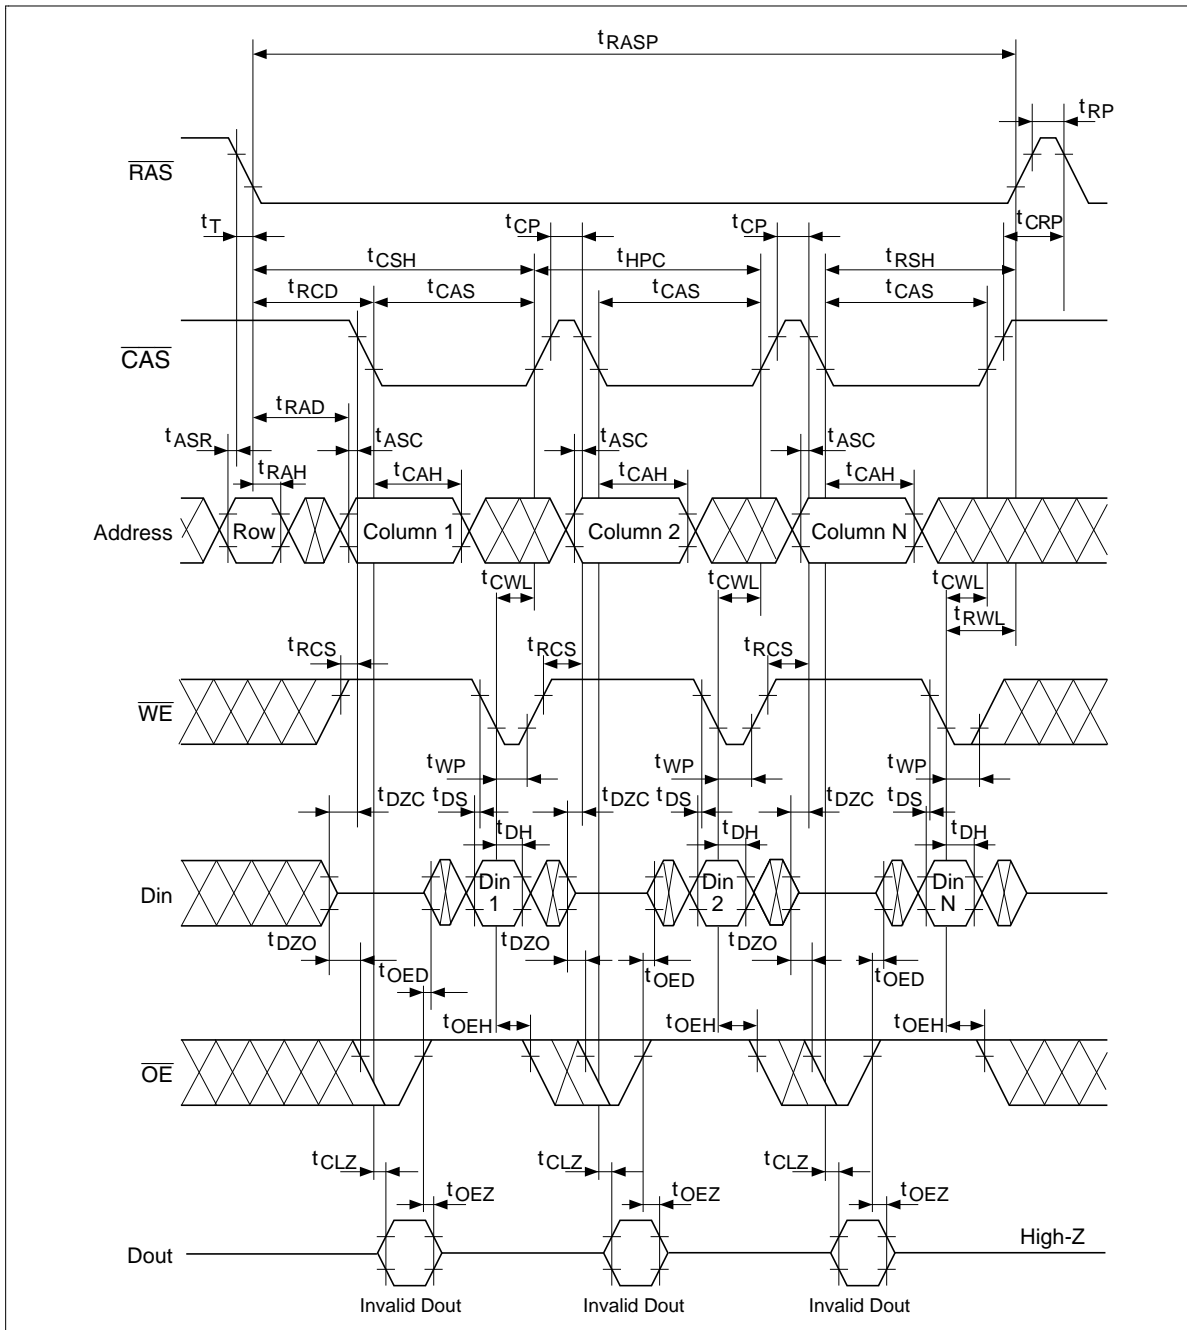 tRASP
tRP
RAS
tT tCP tCP tCRP
tCSH tHPC tRSH
tRCD tCAS tCAS tCAS
CAS
tRAD
tASR tASC tASC tASC
tRAH tCAH tCAH tCAH
Address Row Column 1 Column 2 Column N
tCWL tCWL tCWL
tRWL
tRCS tRCS tRCS
WE
tWP tWP tWP
tDZC tDS tDZC tDS tDZC tDS
tDH tDH tDH
Din Din 1 Din 2 Din N
tDZO tDZO tDZO
tOED tOED tOED
tOEH tOEH tOEH
OE
tCLZ tCLZ tCLZ
tOEZ tOEZ tOEZ
Dout High-Z
Invalid Dout Invalid Dout Invalid Dout